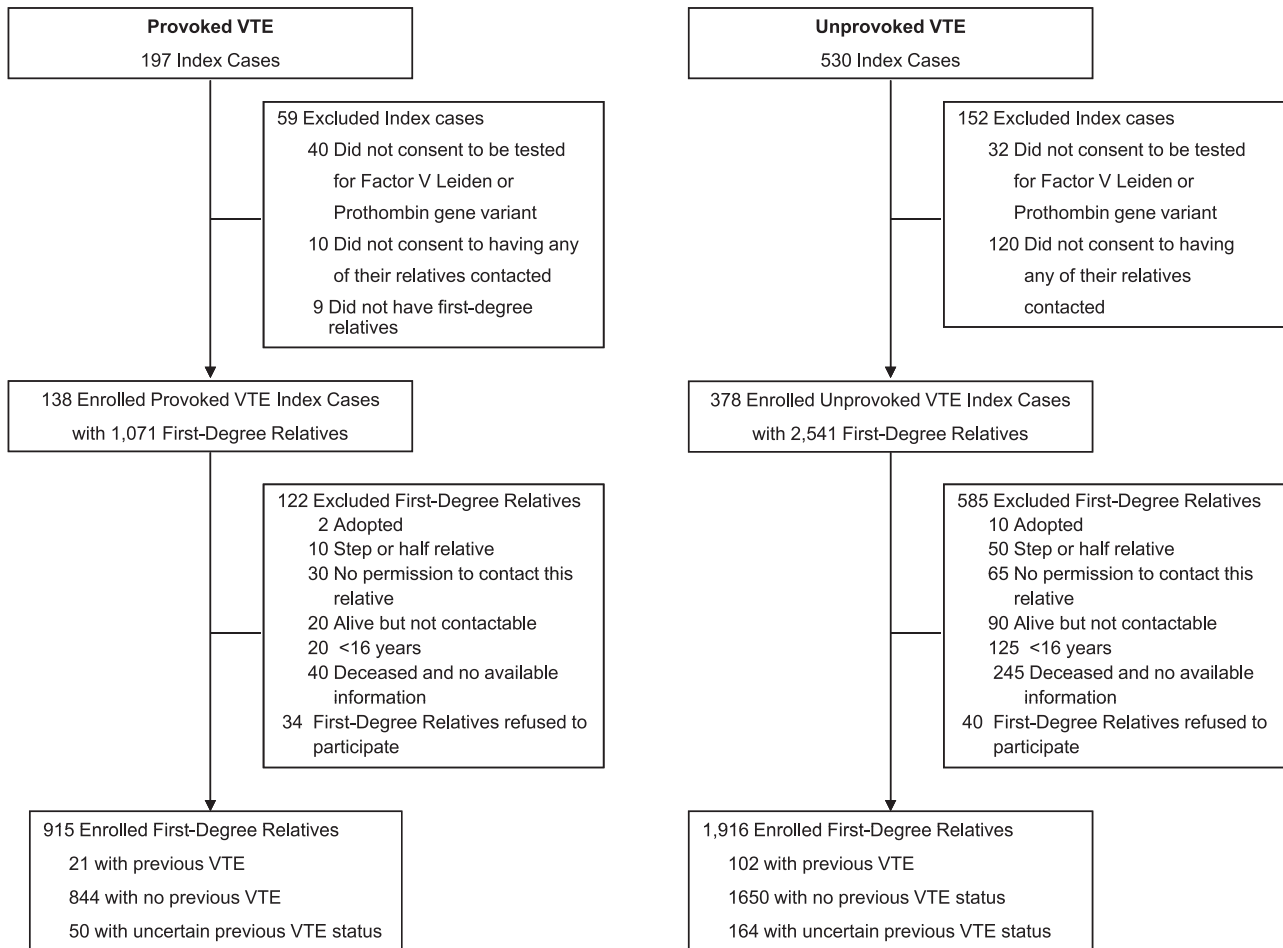 Provoked VTE
197 Index Cases
59 Excluded Index cases
40 Did not consent to be tested
for Factor V Leiden or
Prothombin gene variant
10 Did not consent to having any
of their relatives contacted
9 Did not have first-degree
relatives
138 Enrolled Provoked VTE Index Cases
with 1,071 First-Degree Relatives
122 Excluded First-Degree Relatives
2 Adopted
10 Step or half relative
30 No permission to contact this
relative
20 Alive but not contactable
20 <16 years
40 Deceased and no available
information
34 First-Degree Relatives refused to
participate
915 Enrolled First-Degree Relatives
21 with previous VTE
844 with no previous VTE
50 with uncertain previous VTE status
Unprovoked VTE
530 Index Cases
152 Excluded Index cases
32 Did not consent to be tested
for Factor V Leiden or
Prothombin gene variant
120 Did not consent to having
any of their relatives
contacted
378 Enrolled Unprovoked VTE Index Cases
with 2,541 First-Degree Relatives
585 Excluded First-Degree Relatives
10 Adopted
50 Step or half relative
65 No permission to contact this
relative
90 Alive but not contactable
125 <16 years
245 Deceased and no available
information
40 First-Degree Relatives refused to
participate
1,916 Enrolled First-Degree Relatives
102 with previous VTE
1650 with no previous VTE status
164 with uncertain previous VTE status